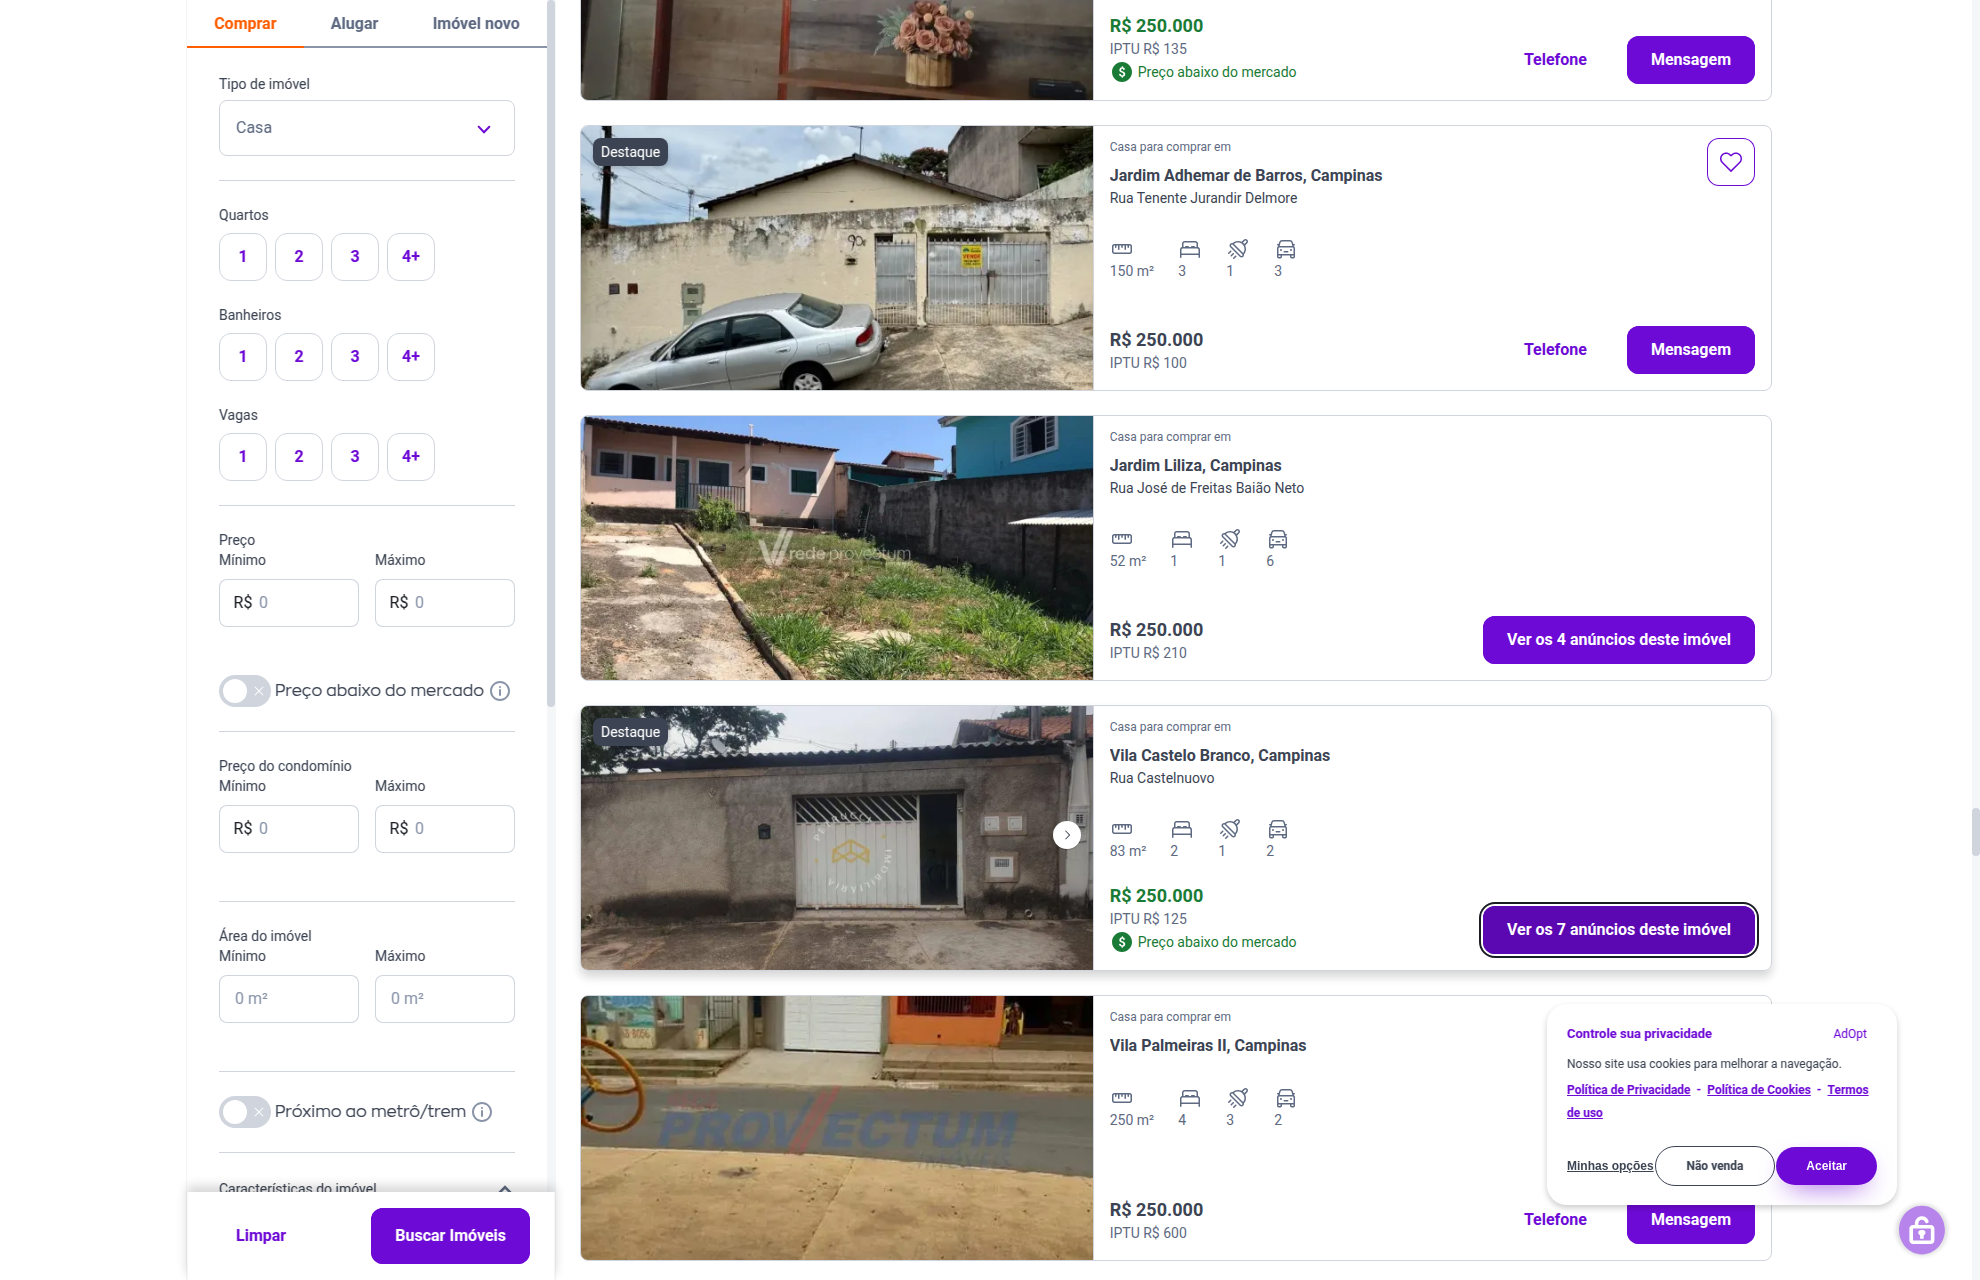 Comprar
Alugar
Imóvel novo
Tipo de imóvel
Casa
Quartos
1
2
3
4+
Banheiros
1
2
3
4+
Vagas
1
2
3
4+
Preço
Mínimo
Máximo
R$ 0
R$ 0
Preço abaixo do mercado
Preço do condomínio
Mínimo
Máximo
R$ 0
R$ 0
Área do imóvel
Mínimo
Máximo
0 m²
0 m²
Próximo ao metrô/trem
Características do imóvel
Limpar
Buscar Imóveis
R$ 250.000
IPTU R$ 135
$ Preço abaixo do mercado
Telefone
Mensagem
Destaque
VENDE
Casa para comprar em
Jardim Adhemar de Barros, Campinas
Rua Tenente Jurandir Delmore
150 m²
3
1
3
R$ 250.000
IPTU R$ 100
Telefone
Mensagem
rede provectum
Casa para comprar em
Jardim Liliza, Campinas
Rua José de Freitas Baião Neto
52 m²
1
1
6
R$ 250.000
IPTU R$ 210
Ver os 4 anúncios deste imóvel
Destaque
PETRUCCI
IMOBILIÁRIA
Casa para comprar em
Vila Castelo Branco, Campinas
Rua Castelnuovo
83 m²
2
1
2
R$ 250.000
IPTU R$ 125
$ Preço abaixo do mercado
Ver os 7 anúncios deste imóvel
PROVECTUM
IMÓVEIS
Casa para comprar em
Vila Palmeiras II, Campinas
250 m²
4
3
2
R$ 250.000
IPTU R$ 600
Telefone
Mensagem
Controle sua privacidade
AdOpt
Nosso site usa cookies para melhorar a navegação.
Política de Privacidade - Política de Cookies - Termos
de uso
Minhas opções
Não venda
Aceitar